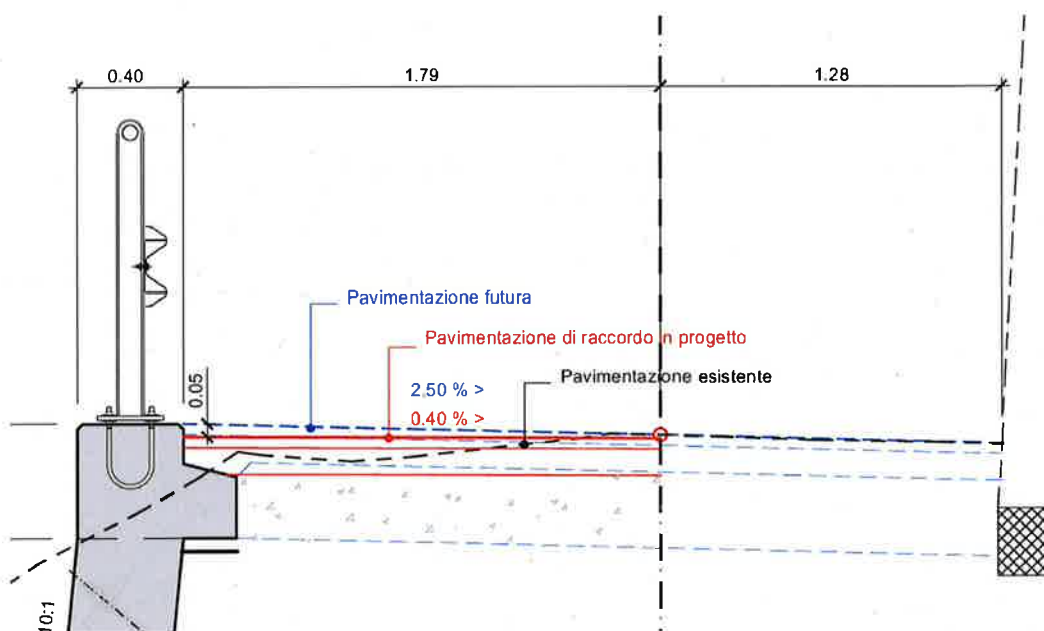 0.40
1.79
1.28
Pavimentazione futura
Pavimentazione di raccordo in progetto
0.05
2.50 % >
Pavimentazione esistente
0.40 % >
10:1